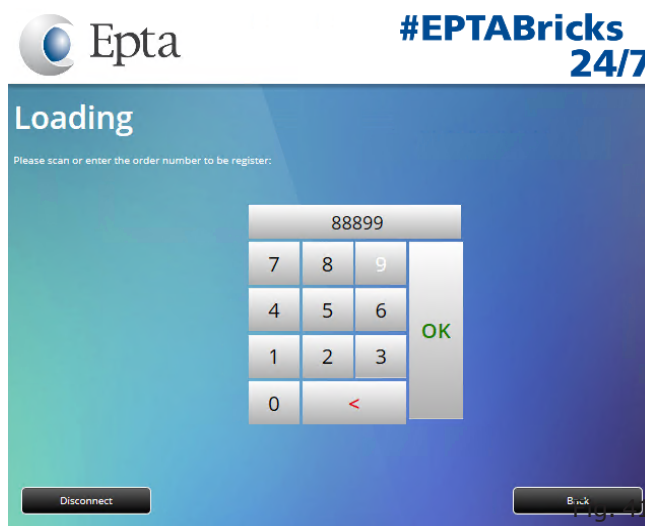 Epta
#EPTABricks
24/7
Loading
Please scan or enter the order number to be register:
88899
7 8 9
4 5 6
OK
1 2 3
0 <
Disconnect
Back